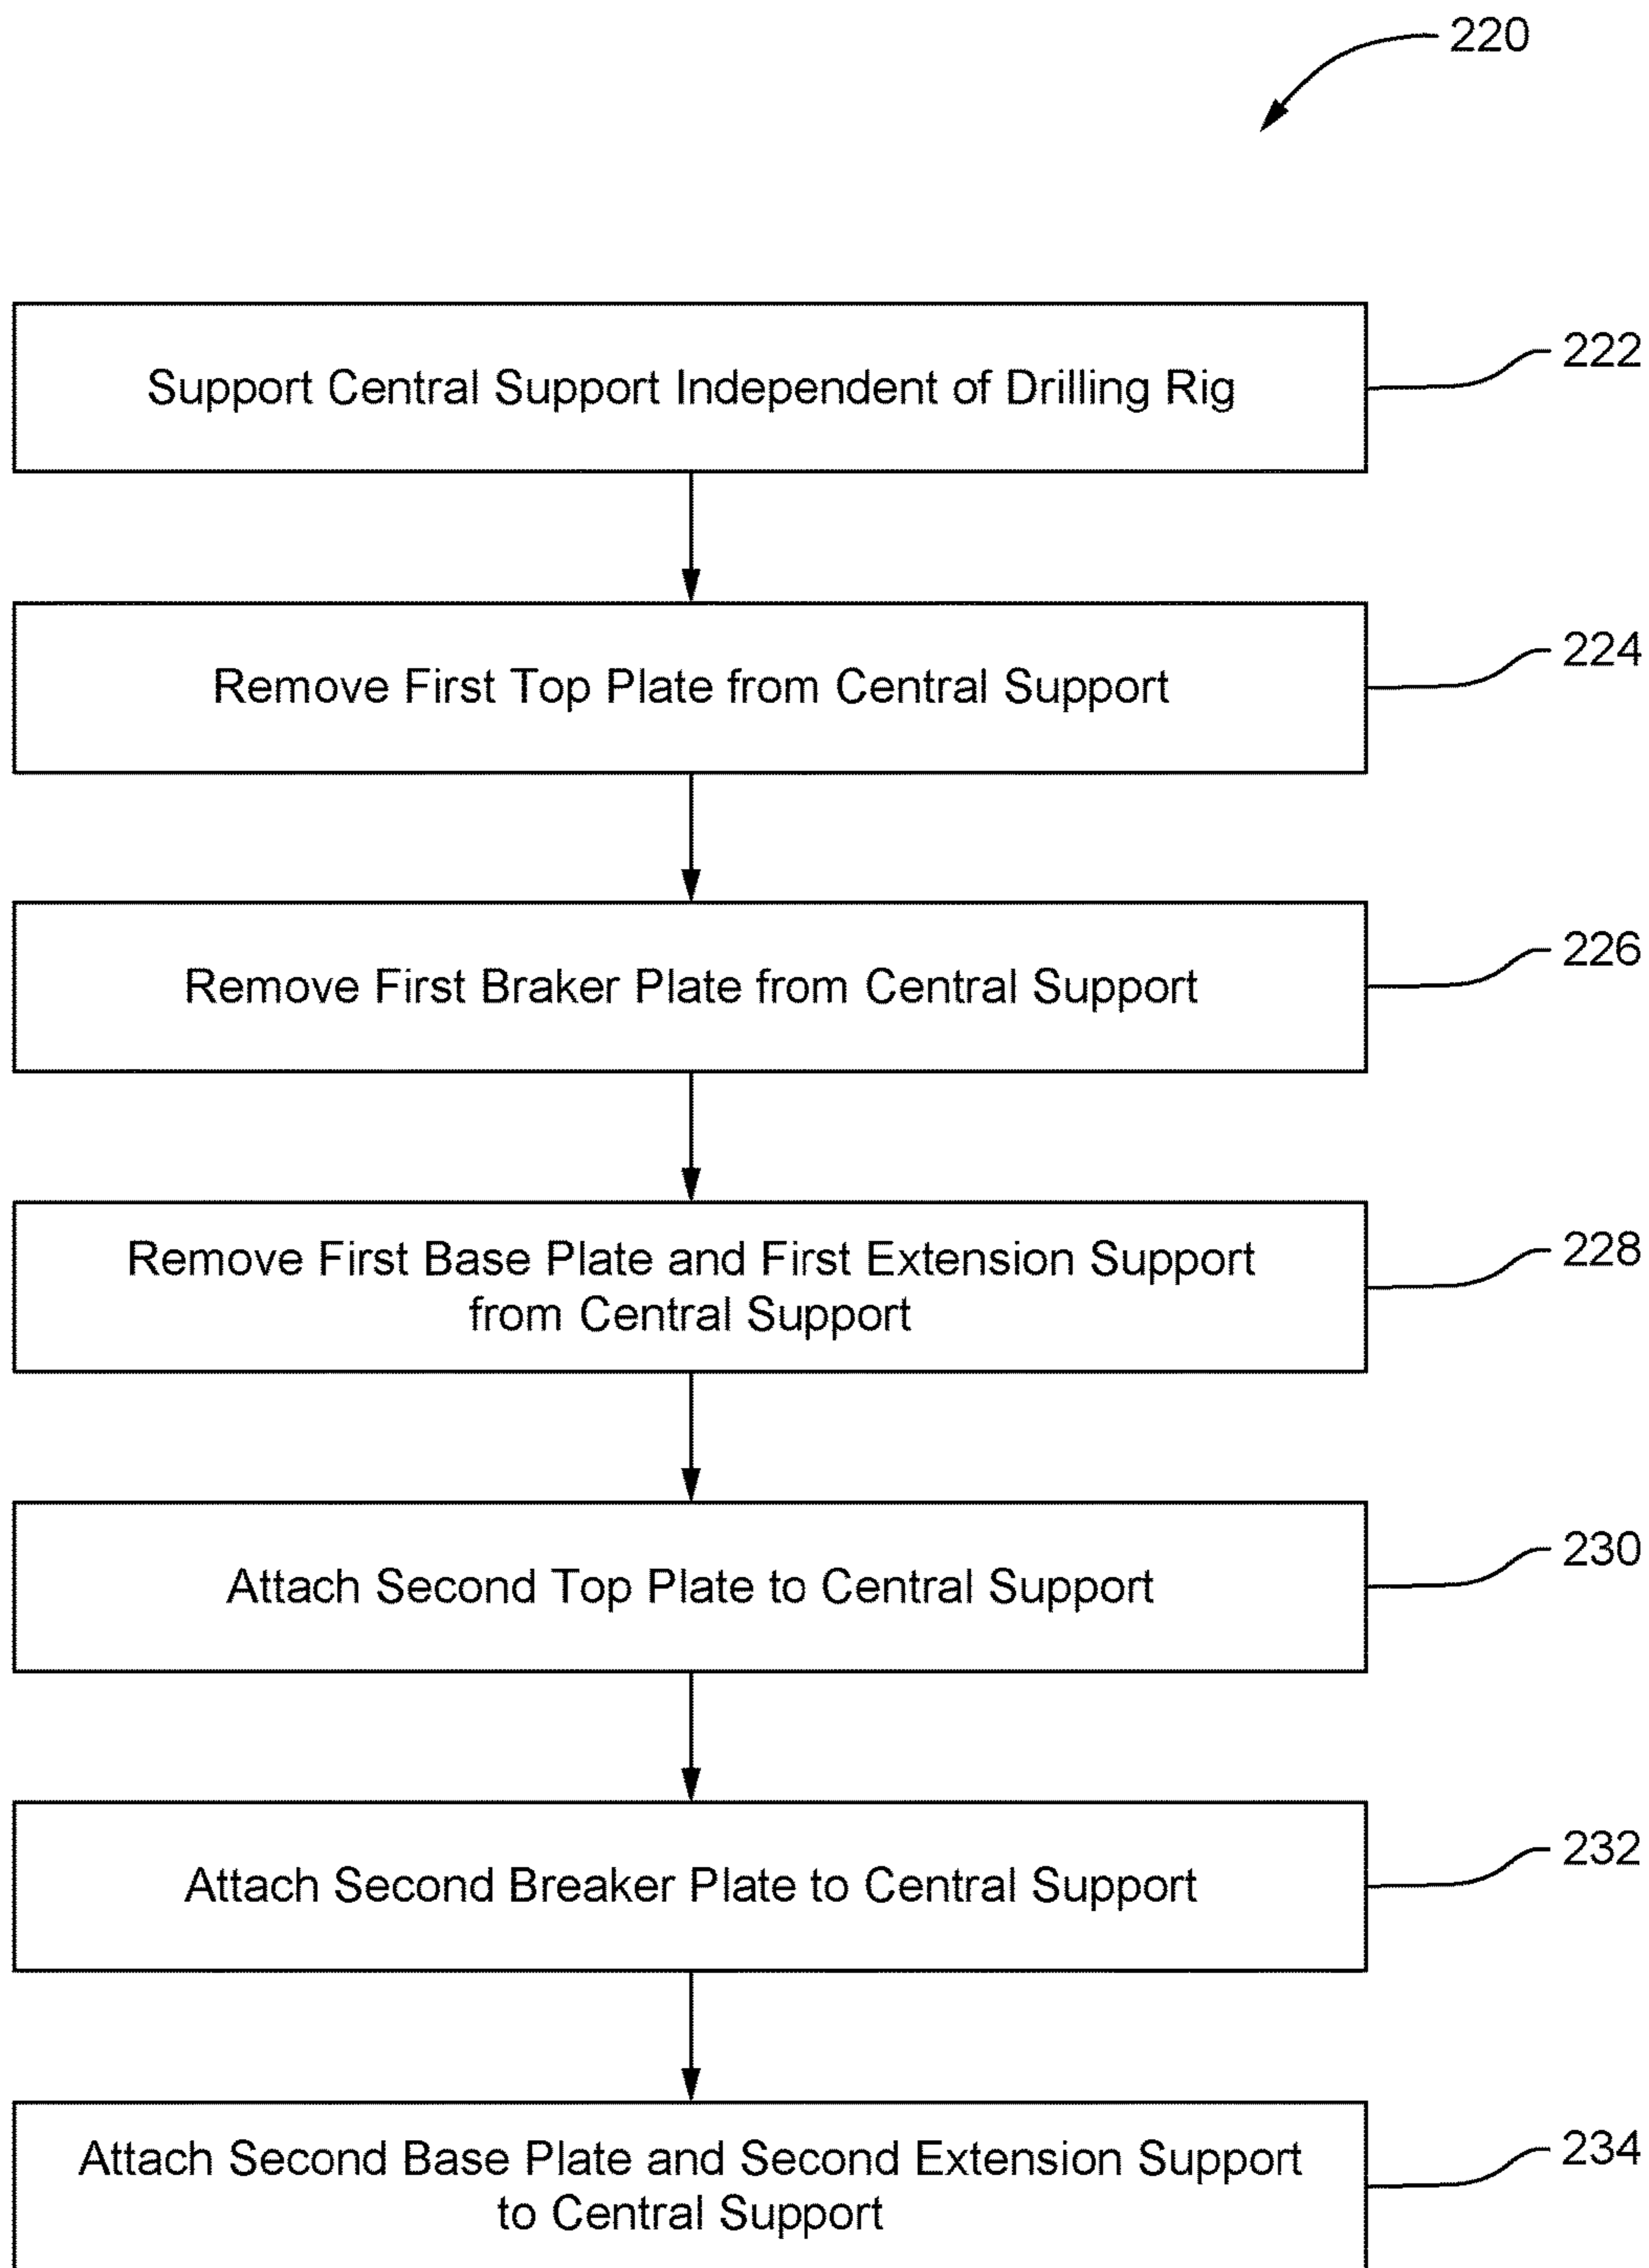 220
Support Central Support Independent of Drilling Rig
222
Remove First Top Plate from Central Support
224
Remove First Braker Plate from Central Support
226
Remove First Base Plate and First Extension Support
from Central Support
228
Attach Second Top Plate to Central Support
230
Attach Second Breaker Plate to Central Support
232
Attach Second Base Plate and Second Extension Support
to Central Support
234